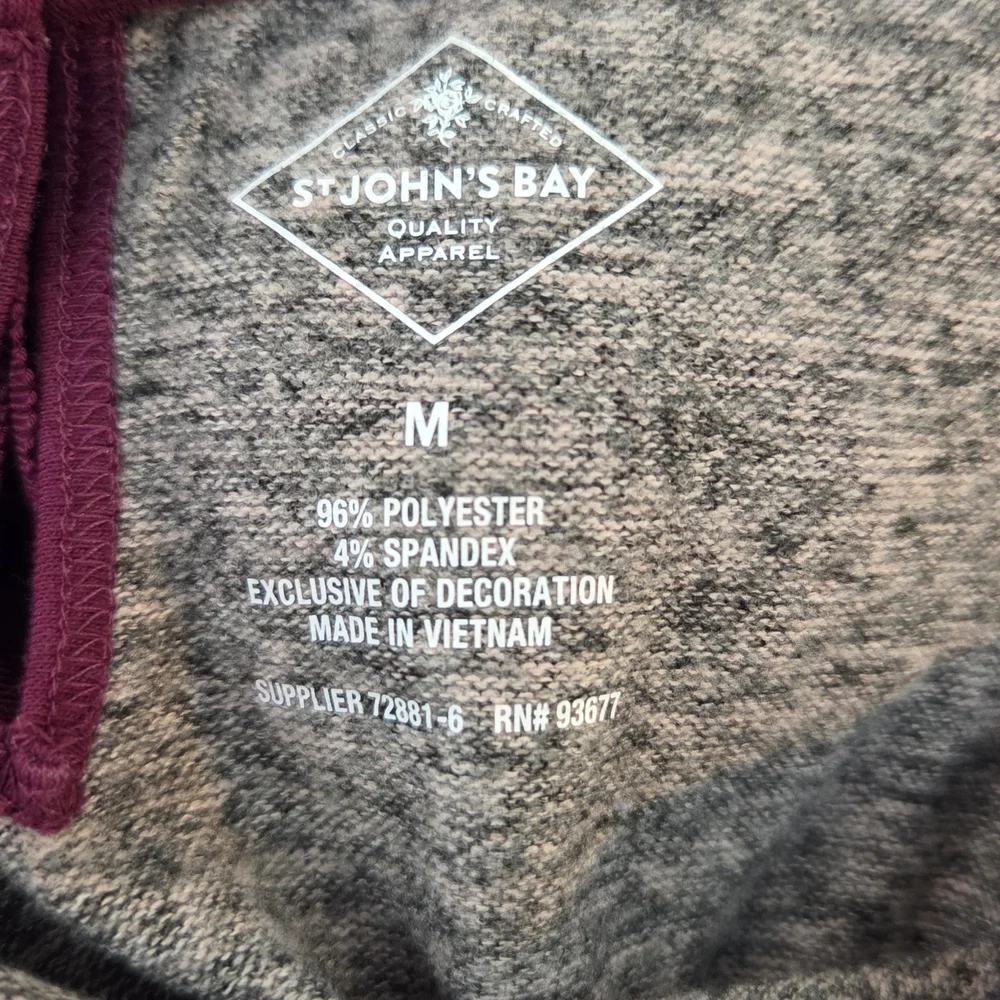 CLASSIC CRAFTED
ST JOHN'S BAY
QUALITY
APPAREL
M
96% POLYESTER
4% SPANDEX
EXCLUSIVE OF DECORATION
MADE IN VIETNAM
SUPPLIER 72881-6 RN# 93677